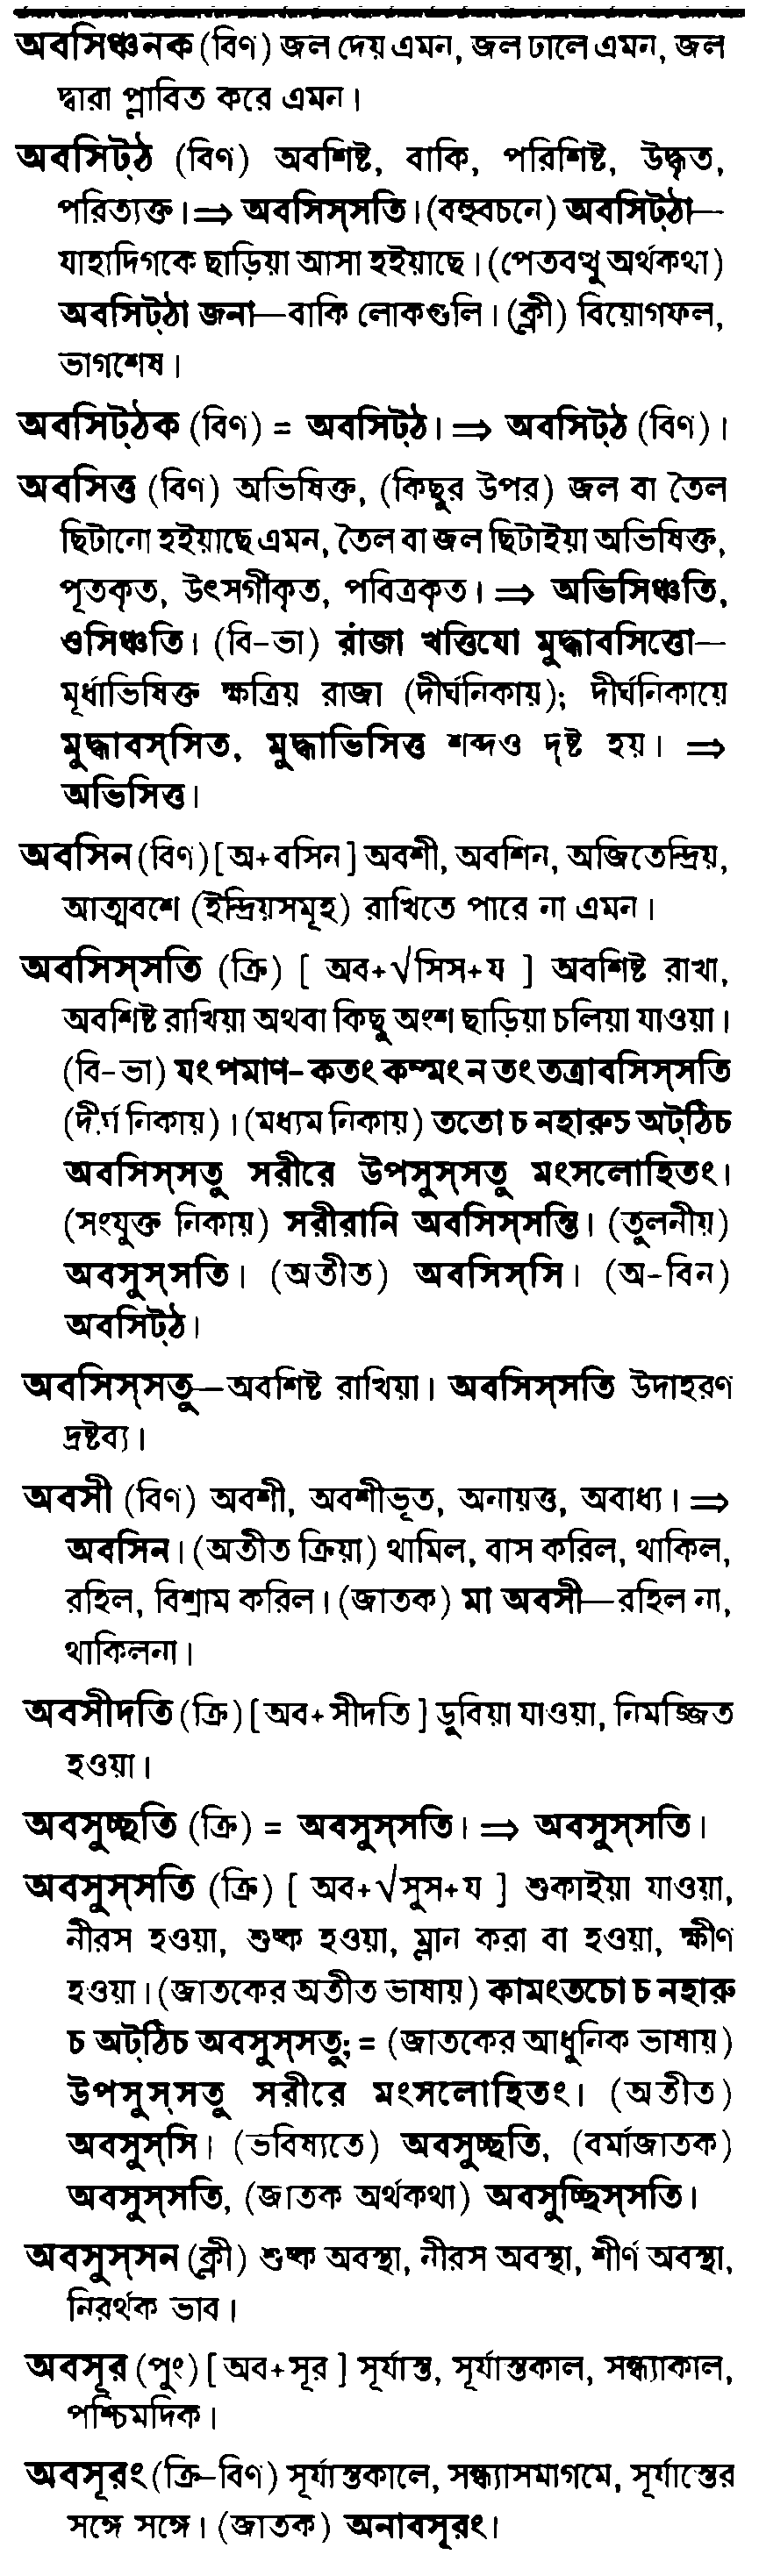 অবসিঞ্চনক (বিণ) জল দেয় এমন, জল ঢালে এমন, জল
দ্বারা প্লাবিত করে এমন।
অবসিট্‌ঠ (বিণ) অবশিষ্ট, বাকি, পরিশিষ্ট, উদ্ধৃত,
পরিত্যক্ত। ⇒ অবসিস্‌সতি। (বহুবচনে) অবসিট্‌ঠা—
যাহাদিগকে ছাড়িয়া আসা হইয়াছে। (পেতবত্থু অর্থকথা)
অবসিট্‌ঠা জনা—বাকি লোকগুলি। (ক্লী) বিয়োগফল,
ভাগশেষ।
অবসিট্‌ঠক (বিণ) = অবসিট্‌ঠ। ⇒ অবসিট্‌ঠ (বিণ)।
অবসিত্ত (বিণ) অভিষিক্ত, (কিছুর উপর) জল বা তৈল
ছিটানো হইয়াছে এমন, তৈল বা জল ছিটাইয়া অভিষিক্ত,
পূতকৃত, উৎসর্গীকৃত, পবিত্রকৃত। ⇒ অভিসিঞ্চতি,
ওসিঞ্চতি। (বি-ভা) রাজা খত্তিযো মুদ্ধাবসিত্তো—
মূর্ধাভিষিক্ত ক্ষত্রিয় রাজা (দীর্ঘনিকায়); দীর্ঘনিকায়ে
মুদ্ধাবস্‌সিত, মুদ্ধাভিসিত্ত শব্দও দৃষ্ট হয়। ⇒
অভিসিত্ত।
অবসিন (বিণ) [অ+বসিন] অবশী, অবশিন, অজিতেন্দ্রিয়,
আত্মবশে (ইন্দ্রিয়সমূহ) রাখিতে পারে না এমন।
অবসিস্‌সতি (ক্রি) [ অব+√সিস+য ] অবশিষ্ট রাখা,
অবশিষ্ট রাখিয়া অথবা কিছু অংশ ছাড়িয়া চলিয়া যাওয়া।
(বি-ভা) যং পমাণ-কতং কম্মং ন তং তত্রাবসিস্‌সতি
(দীর্ঘ নিকায়)। (মধ্যম নিকায়) ততো চ নহারুচ অট্‌ঠিচ
অবসিস্‌সতু সরীরে উপসুস্‌সতু মংসলোহিতং।
(সংযুক্ত নিকায়) সরীরানি অবসিস্‌সন্তি। (তুলনীয়)
অবসুস্‌সতি। (অতীত) অবসিস্‌সি। (অ-বিন)
অবসিট্‌ঠ।
অবসিস্‌সতু—অবশিষ্ট রাখিয়া। অবসিস্‌সতি উদাহরণ
দ্রষ্টব্য।
অবসী (বিণ) অবশী, অবশীভূত, অনায়ত্ত, অবাধ্য। ⇒
অবসিন। (অতীত ক্রিয়া) থামিল, বাস করিল, থাকিল,
রহিল, বিশ্রাম করিল। (জাতক) মা অবসী—রহিল না,
থাকিলনা।
অবসীদতি (ক্রি) [অব+সীদতি] ডুবিয়া যাওয়া, নিমজ্জিত
হওয়া।
অবসুচ্ছতি (ক্রি) = অবসুস্‌সতি। ⇒ অবসুস্‌সতি।
অবসুস্‌সতি (ক্রি) [ অব+√সুস+য ] শুকাইয়া যাওয়া,
নীরস হওয়া, শুষ্ক হওয়া, ম্লান করা বা হওয়া, ক্ষীণ
হওয়া। (জাতকের অতীত ভাষায়) কামংতচো চ নহারু
চ অট্‌ঠিচ অবসুস্‌সতু; = (জাতকের আধুনিক ভাষায়)
উপসুস্‌সতু সরীরে মংসলোহিতং। (অতীত)
অবসুস্‌সি। (ভবিষ্যতে) অবসুচ্ছতি, (বর্মাজাতক)
অবসুস্‌সতি, (জাতক অর্থকথা) অবসুচ্ছিস্‌সতি।
অবসুস্‌সন (ক্লী) শুষ্ক অবস্থা, নীরস অবস্থা, শীর্ণ অবস্থা,
নিরর্থক ভাব।
অবসূর (পুং) [অব+সূর] সূর্যাস্ত, সূর্যাস্তকাল, সন্ধ্যাকাল,
পশ্চিমদিক।
অবসূরং (ক্রি-বিণ) সূর্যাস্তকালে, সন্ধ্যাসমাগমে, সূর্যাস্তের
সঙ্গে সঙ্গে। (জাতক) অনাবসূরং।